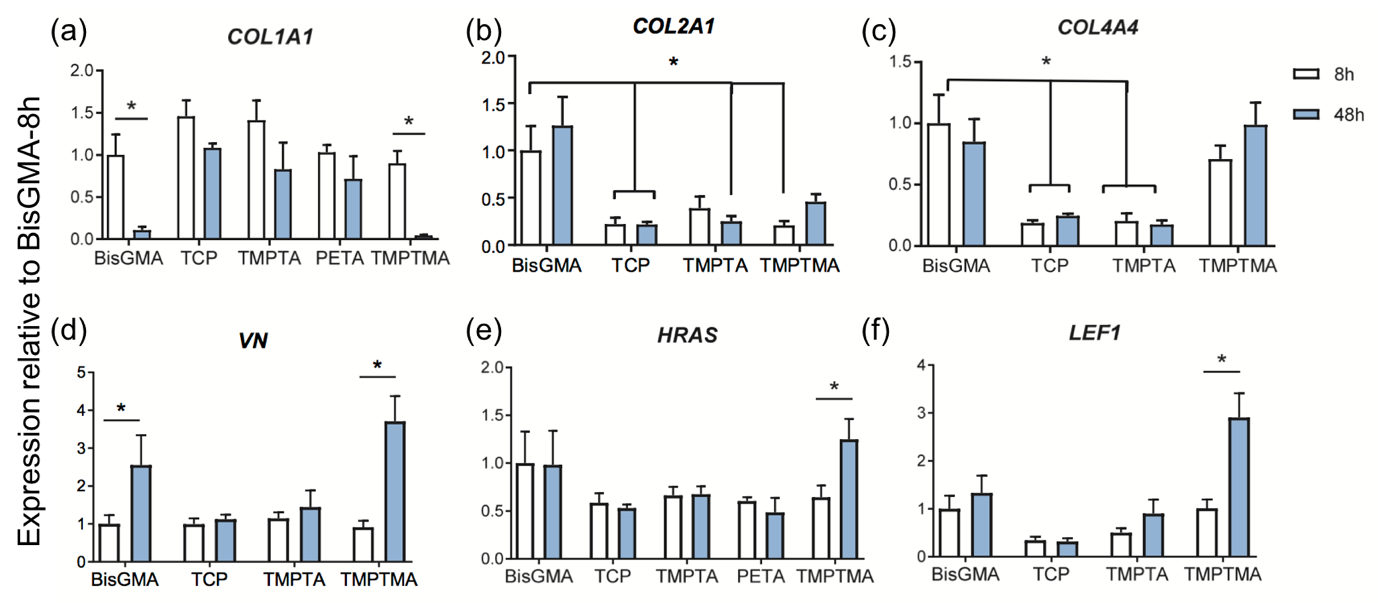 (a) COL1A1
(b) COL2A1
(c) COL4A4
Expression relative to BisGMA-8h
2.0
1.5
1.0
0.5
0.0
*
*
BisGMA TCP TMPTA PETA TMPTMA
2.0
1.5
1.0
0.5
0.0
*
BisGMA TCP TMPTA TMPTMA
1.5
1.0
0.5
0.0
*
BisGMA TCP TMPTA TMPTMA
8h
48h
(d) VN
5
4
3
2
1
0
*
*
BisGMA TCP TMPTA TMPTMA
(e) HRAS
2.0
1.5
1.0
0.5
0.0
*
BisGMA TCP TMPTA PETA TMPTMA
(f) LEF1
4
3
2
1
0
*
BisGMA TCP TMPTA TMPTMA